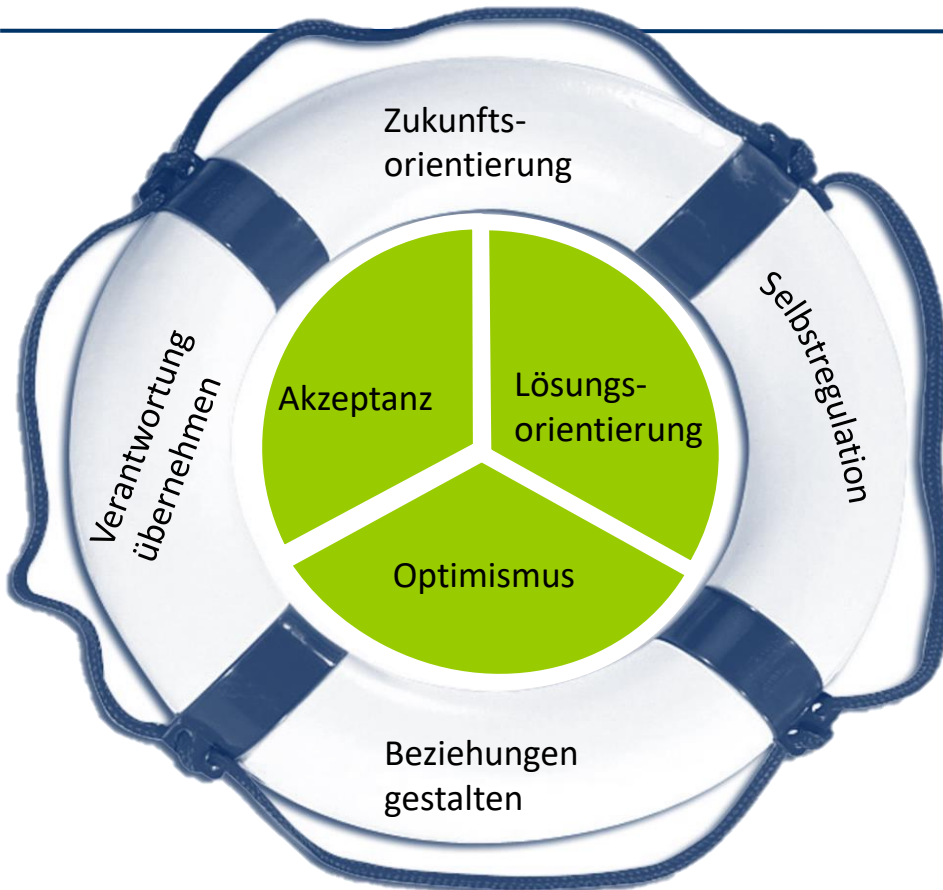 Zukunfts-
orientierung
Selbstregulation
Akzeptanz
Lösungs-
orientierung
Verantwortung
übernehmen
Optimismus
Beziehungen
gestalten